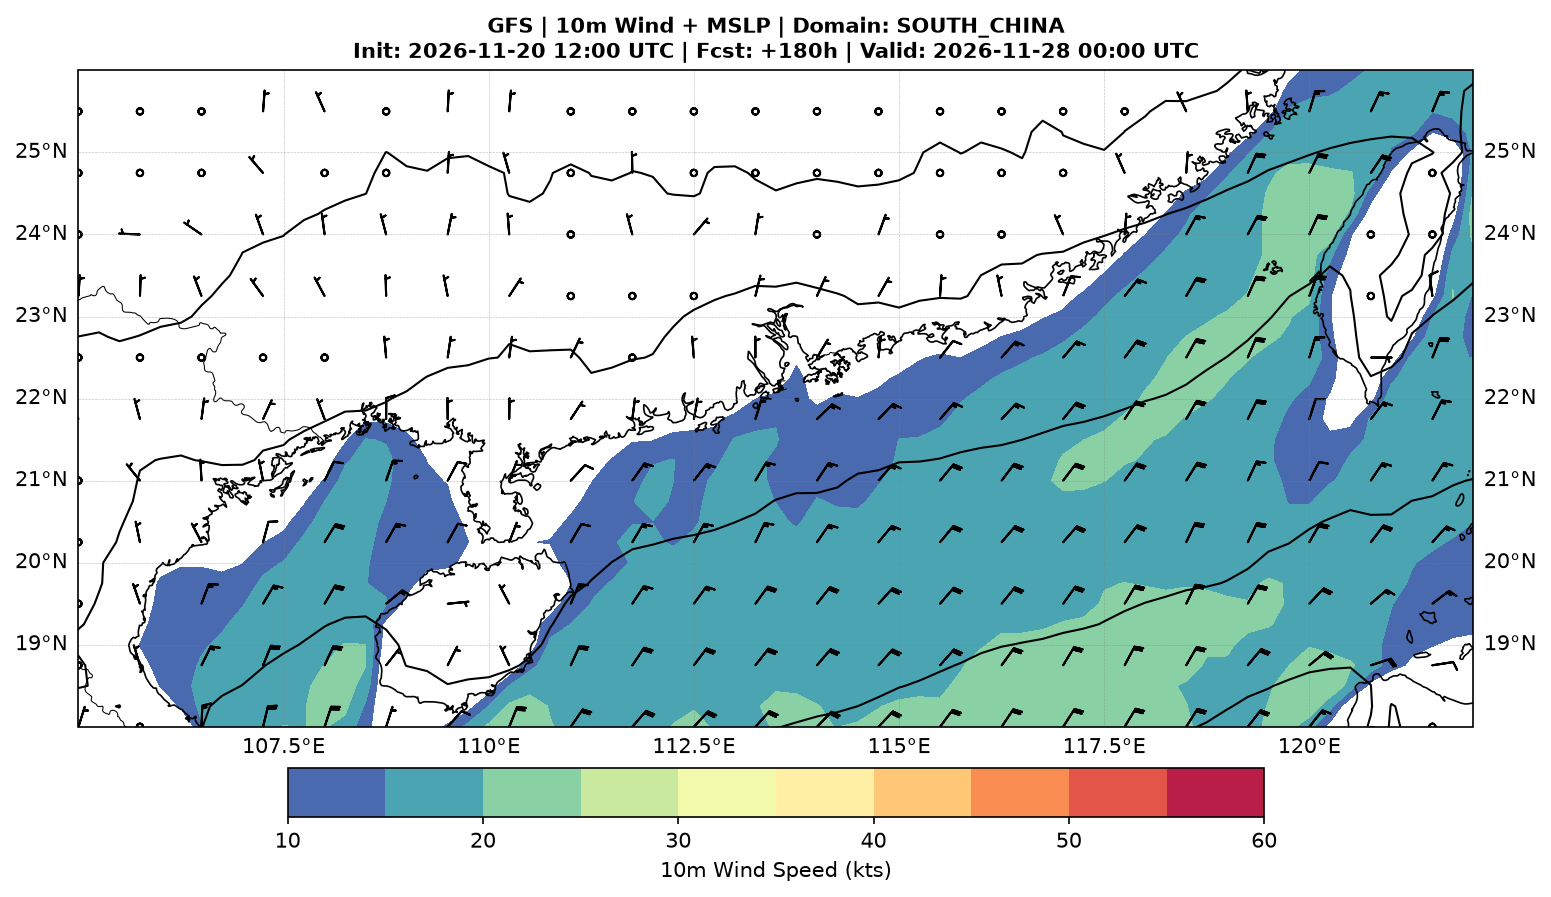 GFS | 10m Wind + MSLP | Domain: SOUTH_CHINA
Init: 2026-11-20 12:00 UTC | Fcst: +180h | Valid: 2026-11-28 00:00 UTC
25°N 25°N
24°N 24°N
23°N 23°N
22°N 22°N
21°N 21°N
20°N 20°N
19°N 19°N
107.5°E 110°E 112.5°E 115°E 117.5°E 120°E
10 20 30 40 50 60
10m Wind Speed (kts)